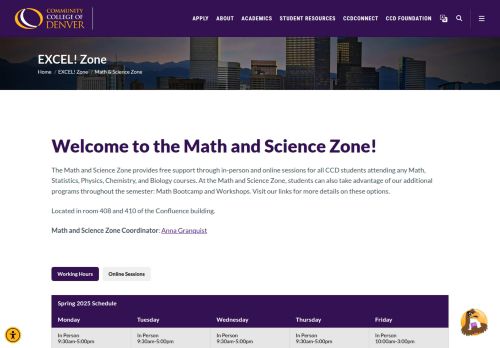 COMMUNITY
COLLEGE OF
DENVER
APPLY ABOUT ACADEMICS STUDENT RESOURCES CCDCONNECT CCD FOUNDATION
EXCEL! Zone
Home / EXCEL! Zone / Math & Science Zone
Welcome to the Math and Science Zone!
The Math and Science Zone provides free support through in-person and online sessions for all CCD students attending any Math,
Statistics, Physics, Chemistry, and Biology courses. At the Math and Science Zone, students can also take advantage of our additional
programs throughout the semester: Math Bootcamp and Workshops. Visit our links for more details on these options.
Located in room 408 and 410 of the Confluence building.
Math and Science Zone Coordinator: Anna Granquist
Working Hours Online Sessions
Spring 2025 Schedule
Monday Tuesday Wednesday Thursday Friday
In Person In Person In Person In Person In Person
9:30am-5:00pm 9:30am-5:00pm 9:30am-5:00pm 9:30am-5:00pm 10:00am-3:00pm